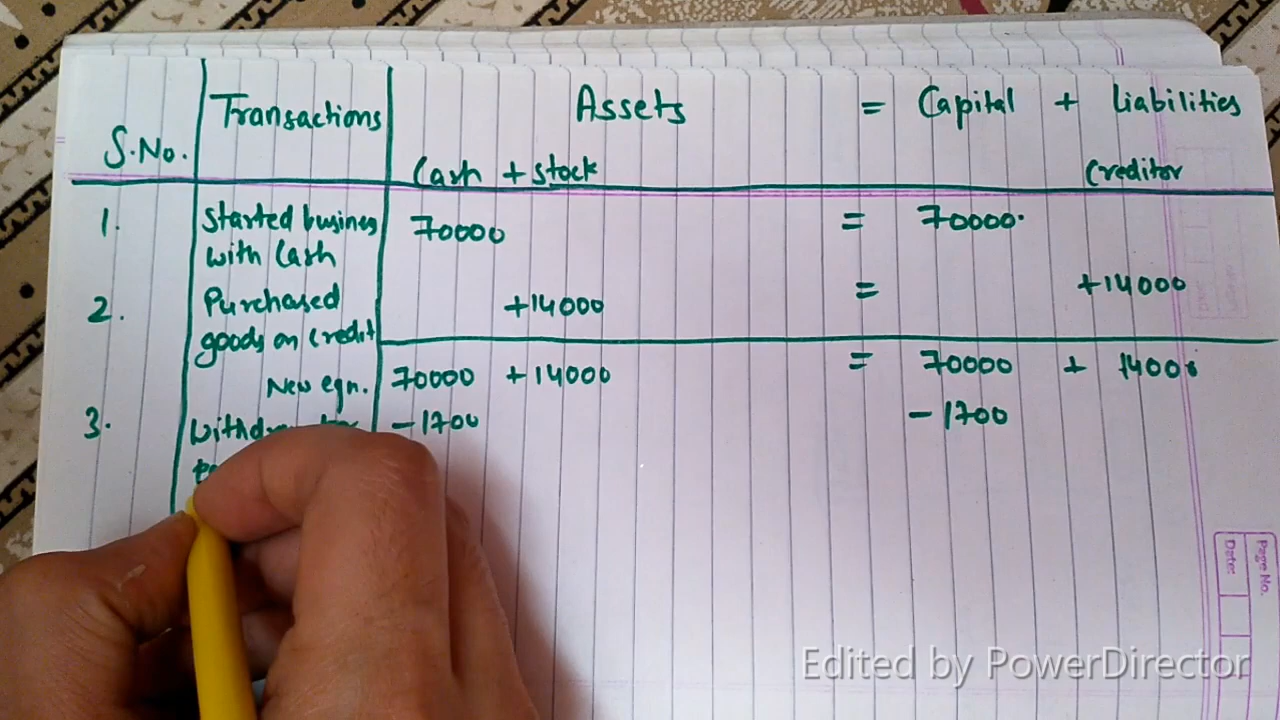 Transactions Assets = Capital + Liabilities
S.No. Cash + stock Creditor
1. Started busines 70000 = 70000.
with Cash
2. Purchased +14000 = +14000
goods on Credit
New eqn. 70000 +14000 = 70000 + 14000
3. -1700 -1700
Page No.
Date:
Edited by PowerDirector